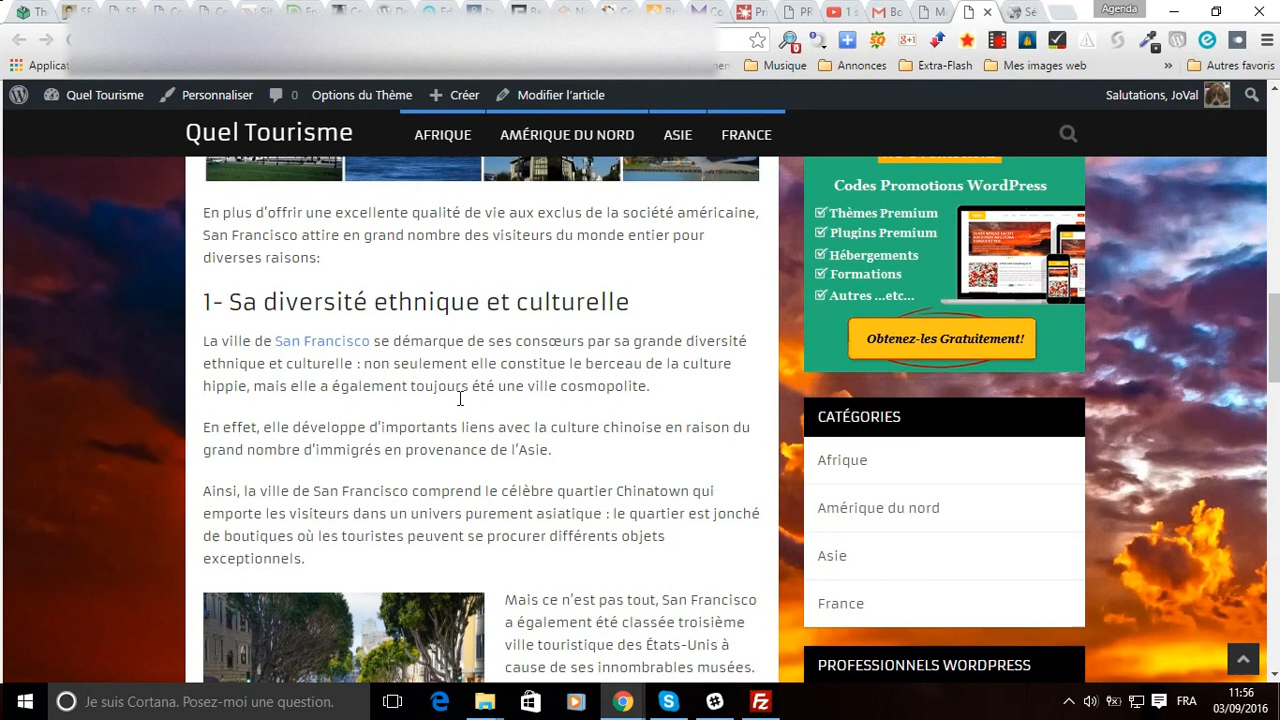 Agenda
Musique
Annonces
Extra-Flash
Mes images web
Autres favoris
Quel Tourisme
Personnaliser
0
Options du Thème
Créer
Modifier l'article
Salutations, JoVal
Quel Tourisme
AFRIQUE
AMÉRIQUE DU NORD
ASIE
FRANCE
En plus d'offrir une excellente qualité de vie aux exclus de la société américaine,
San Francisco attire en grand nombre des visiteurs du monde entier pour
diverses raisons:
1- Sa diversité ethnique et culturelle
La ville de San Francisco se démarque de ses consœurs par sa grande diversité
ethnique et culturelle : non seulement elle constitue le berceau de la culture
hippie, mais elle a également toujours été une ville cosmopolite.
En effet, elle développe d'importants liens avec la culture chinoise en raison du
grand nombre d'immigrés en provenance de l'Asie.
Ainsi, la ville de San Francisco comprend le célèbre quartier Chinatown qui
emporte les visiteurs dans un univers purement asiatique : le quartier est jonché
de boutiques où les touristes peuvent se procurer différents objets
exceptionnels.
Mais ce n'est pas tout, San Francisco
a également été classée troisième
ville touristique des États-Unis à
cause de ses innombrables musées.
Codes Promotions WordPress
Thèmes Premium
Plugins Premium
Hébergements
Formations
Autres ...etc...
Obtenez-les Gratuitement!
CATÉGORIES
Afrique
Amérique du nord
Asie
France
PROFESSIONNELS WORDPRESS
Je suis Cortana. Posez-moi une question.
FRA
11:56
03/09/2016